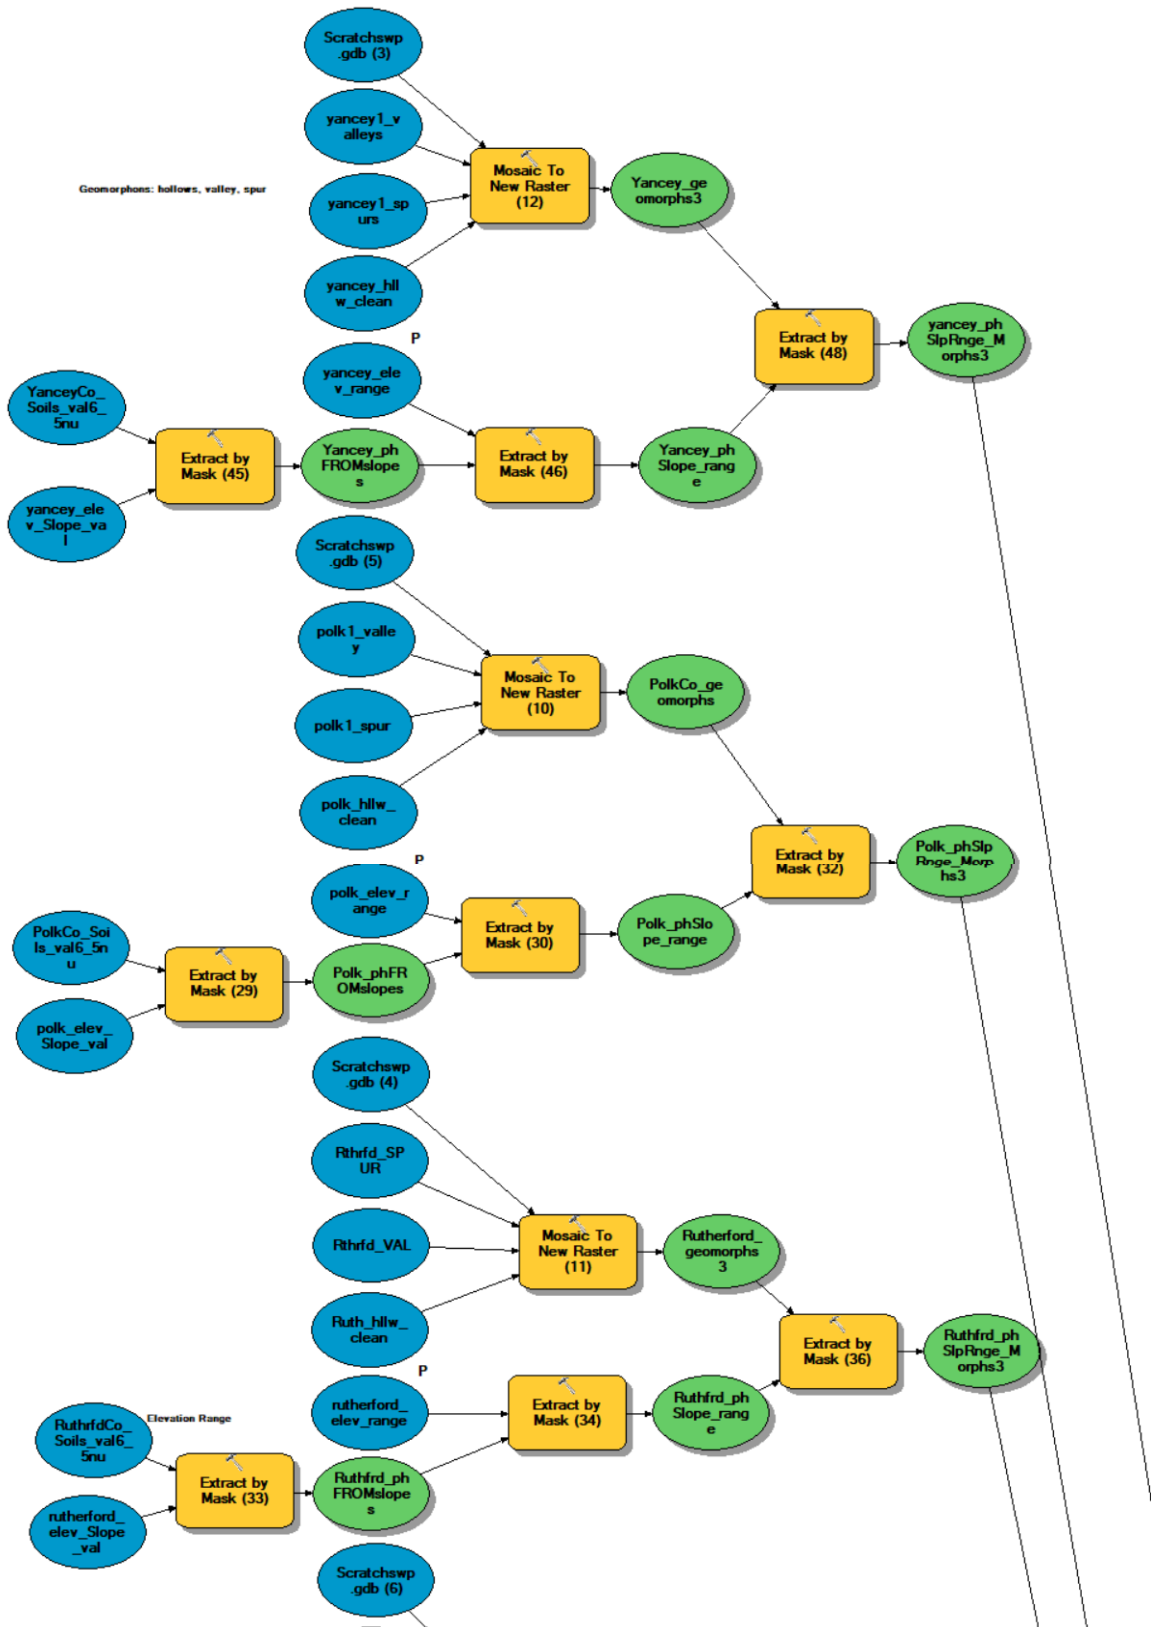 Scratchswp
.gdb (3)
yancey1_v
alleys
Mosaic To
New Raster
(12)
Yancey_ge
omorphs3
Geomorphons: hollows, valley, spur
yancey1_sp
urs
yancey_hll
w_clean
P
Extract by
Mask (48)
yancey_ph
SlpRnge_M
orphs3
yancey_ele
v_range
YanceyCo_
Soils_val6_
5nu
Extract by
Mask (45)
Yancey_ph
FROMslope
s
Extract by
Mask (46)
Yancey_ph
Slope_rang
e
yancey_ele
v_Slope_va
l
Scratchswp
.gdb (5)
polk1_valle
y
Mosaic To
New Raster
(10)
PolkCo_ge
omorphs
polk1_spur
polk_hllw_
clean
P
Extract by
Mask (32)
Polk_phSlp
Rnge_Morp
hs3
polk_elev_r
ange
Extract by
Mask (30)
Polk_phSlo
pe_range
PolkCo_Soi
ls_val6_5n
u
Extract by
Mask (29)
Polk_phFR
OMslopes
polk_elev_
Slope_val
Scratchswp
.gdb (4)
Rthrfd_SP
UR
Rthrfd_VAL
Mosaic To
New Raster
(11)
Rutherford_
geomorphs
3
Ruth_hllw_
clean
P
Extract by
Mask (36)
Ruthfrd_ph
SlpRnge_M
orphs3
rutherford_
elev_range
Extract by
Mask (34)
Ruthfrd_ph
Slope_rang
e
Elevation Range
RuthrfdCo_
Soils_val6_
5nu
Extract by
Mask (33)
Ruthfrd_ph
FROMslope
s
rutherford_
elev_Slope
_val
Scratchswp
.gdb (6)